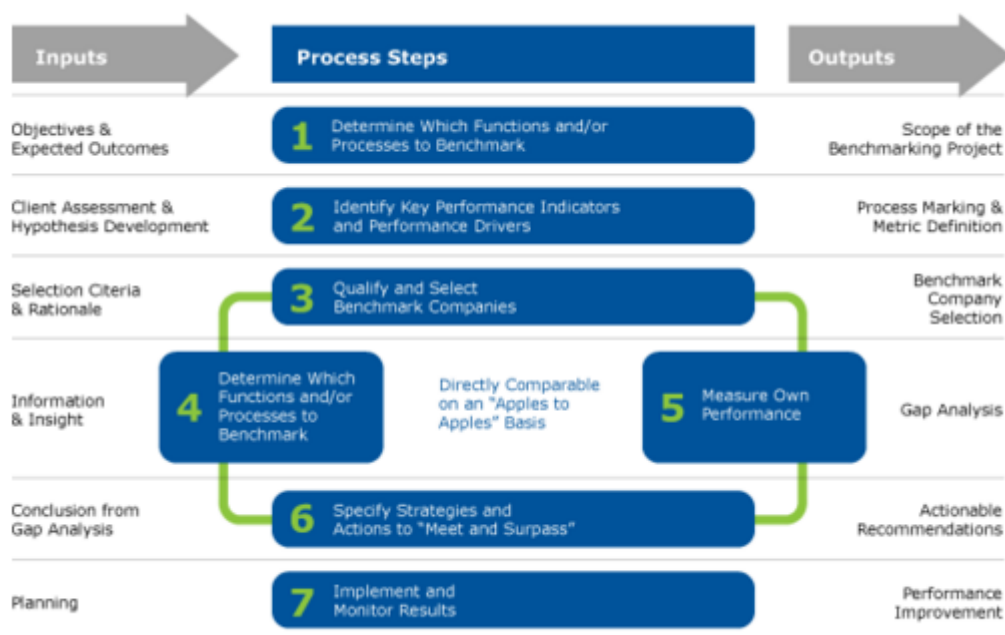 Inputs
Process Steps
Outputs
Objectives &
Expected Outcomes
1
Determine Which Functions and/or
Processes to Benchmark
Scope of the
Benchmarking Project
Client Assessment &
Hypothesis Development
2
Identify Key Performance Indicators
and Performance Drivers
Process Marking &
Metric Definition
Selection Citeria
& Rationale
3
Qualify and Select
Benchmark Companies
Benchmark
Company
Selection
Information
& Insight
4
Determine Which
Functions and/or
Processes to
Benchmark
Directly Comparable
on an “Apples to
Apples” Basis
5
Measure Own
Performance
Gap Analysis
Conclusion from
Gap Analysis
6
Specify Strategies and
Actions to “Meet and Surpass”
Actionable
Recommendations
Planning
7
Implement and
Monitor Results
Performance
Improvement